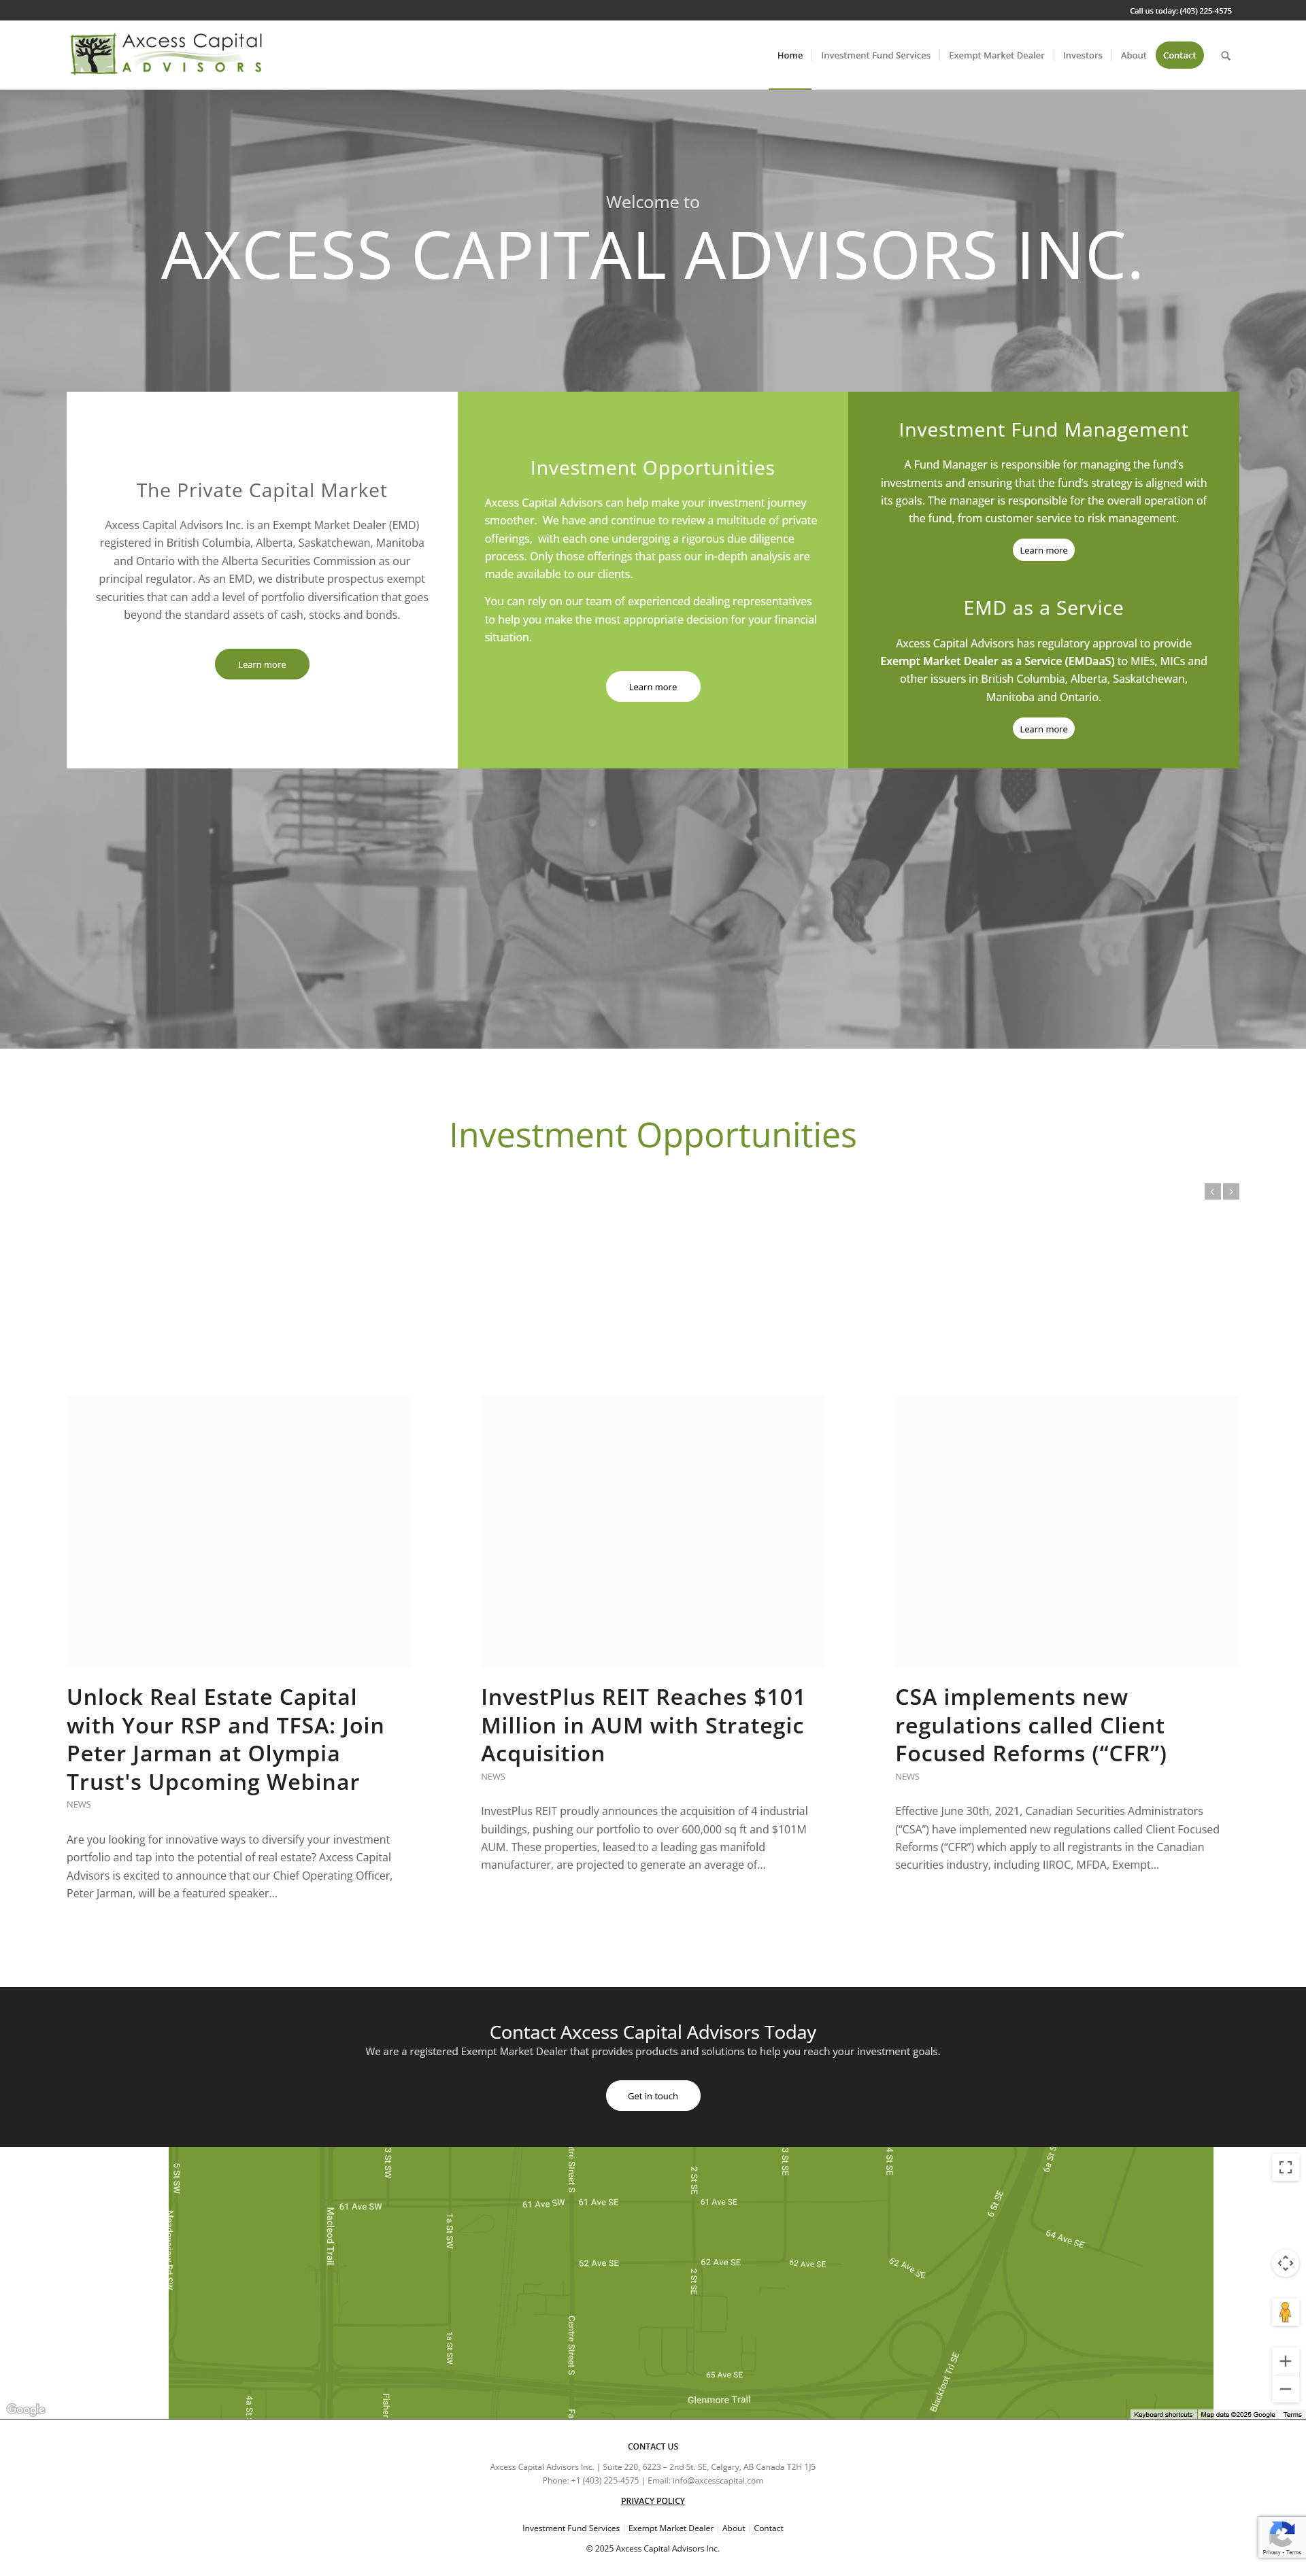 Call us today: (403) 225-4575
Axcess Capital
ADVISORS
Home
Investment Fund Services
Exempt Market Dealer
Investors
About
Contact
Welcome to
AXCESS CAPITAL ADVISORS INC.
The Private Capital Market
Axcess Capital Advisors Inc. is an Exempt Market Dealer (EMD)
registered in British Columbia, Alberta, Saskatchewan, Manitoba
and Ontario with the Alberta Securities Commission as our
principal regulator. As an EMD, we distribute prospectus exempt
securities that can add a level of portfolio diversification that goes
beyond the standard assets of cash, stocks and bonds.
Learn more
Investment Opportunities
Axcess Capital Advisors can help make your investment journey
smoother.  We have and continue to review a multitude of private
offerings,  with each one undergoing a rigorous due diligence
process. Only those offerings that pass our in-depth analysis are
made available to our clients.
You can rely on our team of experienced dealing representatives
to help you make the most appropriate decision for your financial
situation.
Learn more
Investment Fund Management
A Fund Manager is responsible for managing the fund’s
investments and ensuring that the fund’s strategy is aligned with
its goals. The manager is responsible for the overall operation of
the fund, from customer service to risk management.
Learn more
EMD as a Service
Axcess Capital Advisors has regulatory approval to provide
Exempt Market Dealer as a Service (EMDaaS) to MIEs, MICs and
other issuers in British Columbia, Alberta, Saskatchewan,
Manitoba and Ontario.
Learn more
Investment Opportunities
Unlock Real Estate Capital
with Your RSP and TFSA: Join
Peter Jarman at Olympia
Trust's Upcoming Webinar
NEWS
Are you looking for innovative ways to diversify your investment
portfolio and tap into the potential of real estate? Axcess Capital
Advisors is excited to announce that our Chief Operating Officer,
Peter Jarman, will be a featured speaker...
InvestPlus REIT Reaches $101
Million in AUM with Strategic
Acquisition
NEWS
InvestPlus REIT proudly announces the acquisition of 4 industrial
buildings, pushing our portfolio to over 600,000 sq ft and $101M
AUM. These properties, leased to a leading gas manifold
manufacturer, are projected to generate an average of...
CSA implements new
regulations called Client
Focused Reforms (“CFR”)
NEWS
Effective June 30th, 2021, Canadian Securities Administrators
(“CSA”) have implemented new regulations called Client Focused
Reforms (“CFR”) which apply to all registrants in the Canadian
securities industry, including IIROC, MFDA, Exempt...
Contact Axcess Capital Advisors Today
We are a registered Exempt Market Dealer that provides products and solutions to help you reach your investment goals.
Get in touch
5 St SW
3 St SW
2 St SE
3 St SE
4 St SE
61 Ave SW
61 Ave SW
61 Ave SE
61 Ave SE
6 St SE
Macleod Trail
1a St SW
64 Ave SE
62 Ave SE
62 Ave SE
62 Ave SE
62 Ave SE
2 St SE
Centre Street S
1a St SW
65 Ave SE
Blackfoot Trl SE
Glenmore Trail
Fisher
Google
Keyboard shortcuts
Map data ©2025 Google
Terms
CONTACT US
Axcess Capital Advisors Inc. | Suite 220, 6223 – 2nd St. SE, Calgary, AB Canada T2H 1J5
Phone: +1 (403) 225-4575 | Email: info@axcesscapital.com
PRIVACY POLICY
Investment Fund Services | Exempt Market Dealer | About | Contact
© 2025 Axcess Capital Advisors Inc.
Privacy - Terms